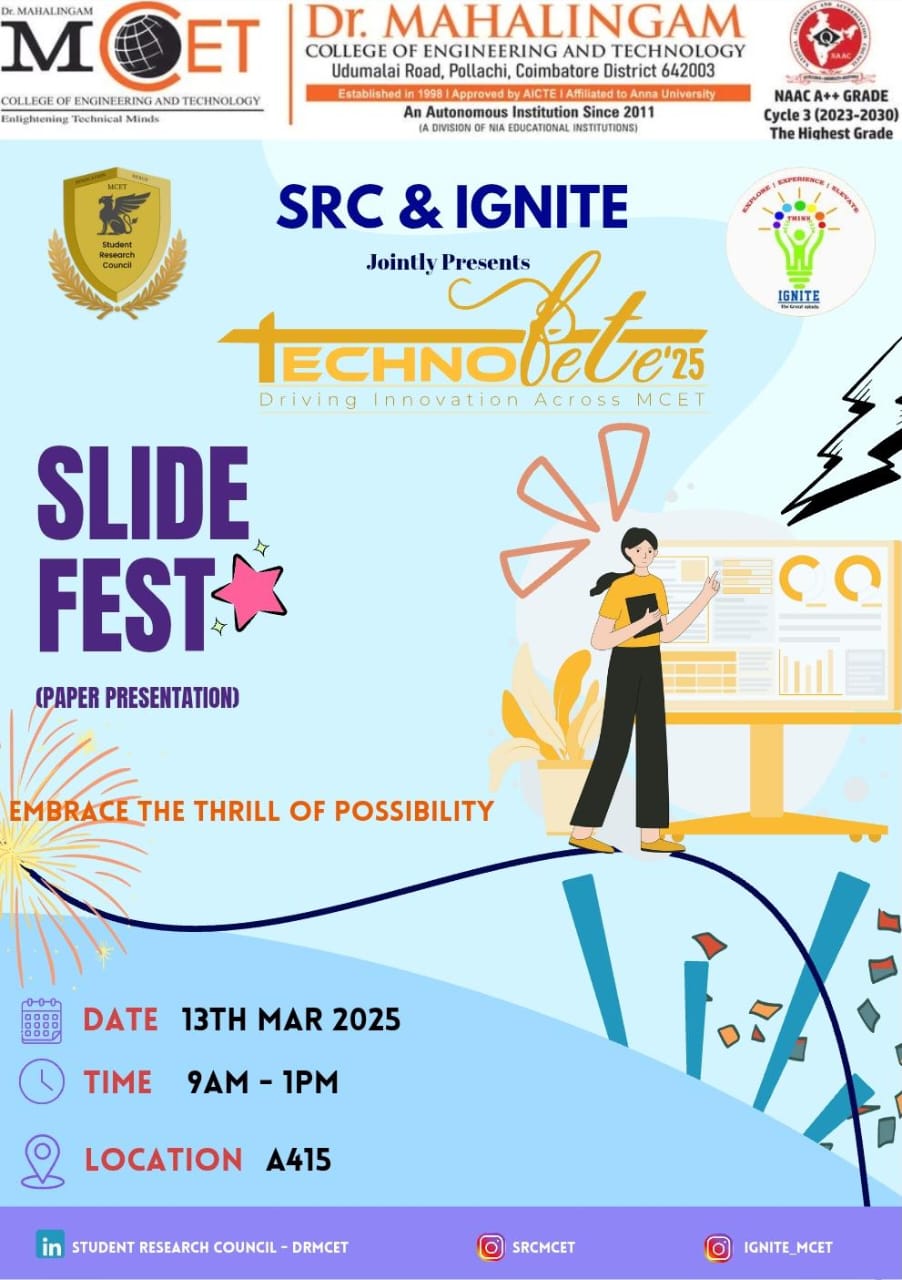 Dr. MAHALINGAM
MCET
COLLEGE OF ENGINEERING AND TECHNOLOGY
Enlightening Technical Minds
Dr. MAHALINGAM
COLLEGE OF ENGINEERING AND TECHNOLOGY
Udumalai Road, Pollachi, Coimbatore District 642003
Established in 1998 I Approved by AICTE I Affiliated to Anna University
An Autonomous Institution Since 2011
(A DIVISION OF NIA EDUCATIONAL INSTITUTIONS)
NAAC
NAAC A++ GRADE
Cycle 3 (2023-2030)
The Highest Grade
MCET
Student
Research
Council
SRC & IGNITE
Jointly Presents
EXPLORE | EXPERIENCE | ELEVATE
THINK
IGNITE
TECHNOfete'25
Driving Innovation Across MCET
SLIDE
FEST
(PAPER PRESENTATION)
EMBRACE THE THRILL OF POSSIBILITY
DATE 13TH MAR 2025
TIME 9AM - 1PM
LOCATION A415
in STUDENT RESEARCH COUNCIL - DRMCET
SRCMCET
IGNITE_MCET